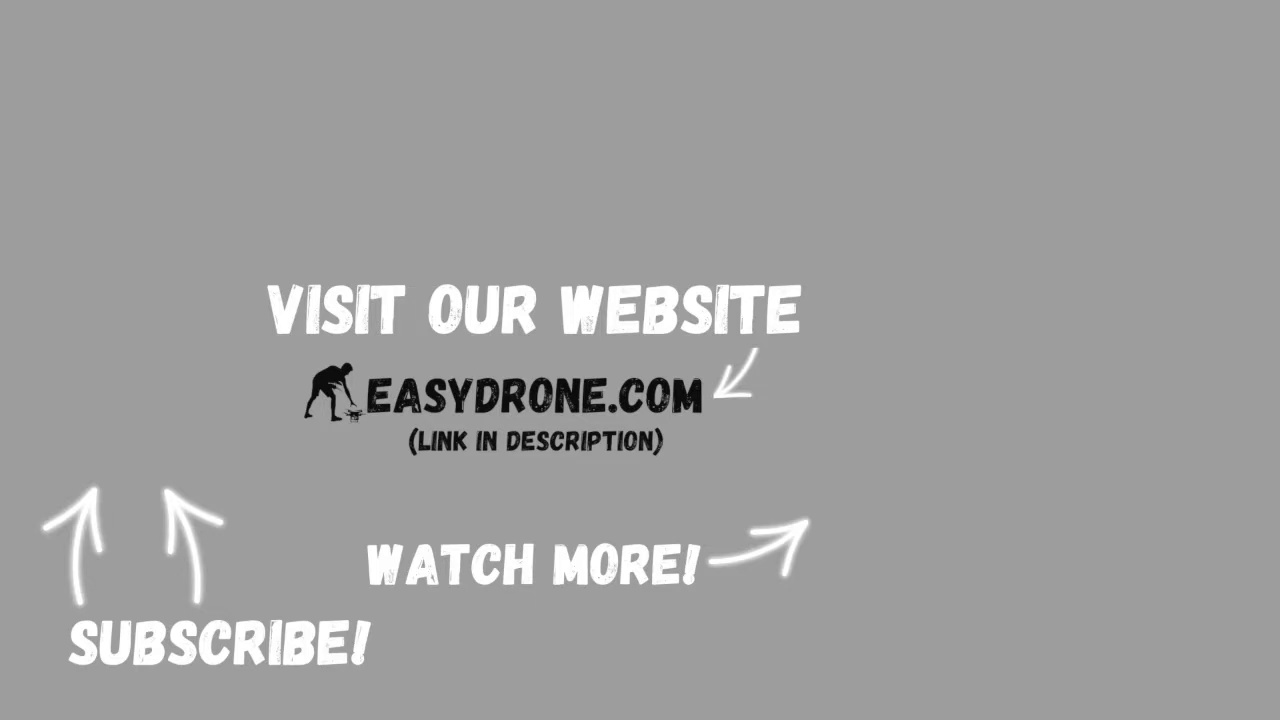 VISIT OUR WEBSITE
EASYDRONE.COM
(LINK IN DESCRIPTION)
WATCH MORE!
SUBSCRIBE!